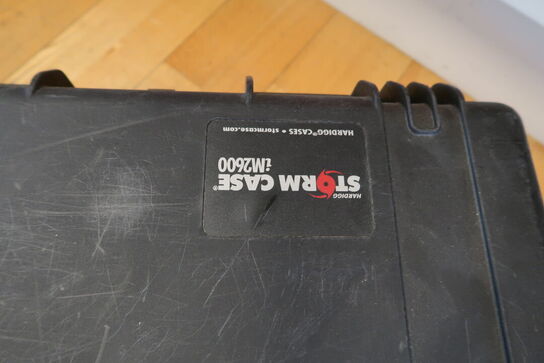 HARDIGG
STORM CASE®
iM2600
HARDIGG® CASES • stormcase.com